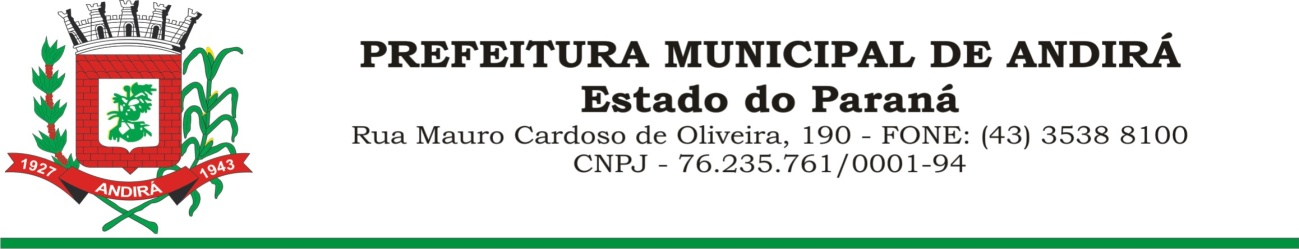 PREFEITURA MUNICIPAL DE ANDIRÁ
Estado do Paraná
Rua Mauro Cardoso de Oliveira, 190 - FONE: (43) 3538 8100
CNPJ - 76.235.761/0001-94
1927
ANDIRÁ
1943